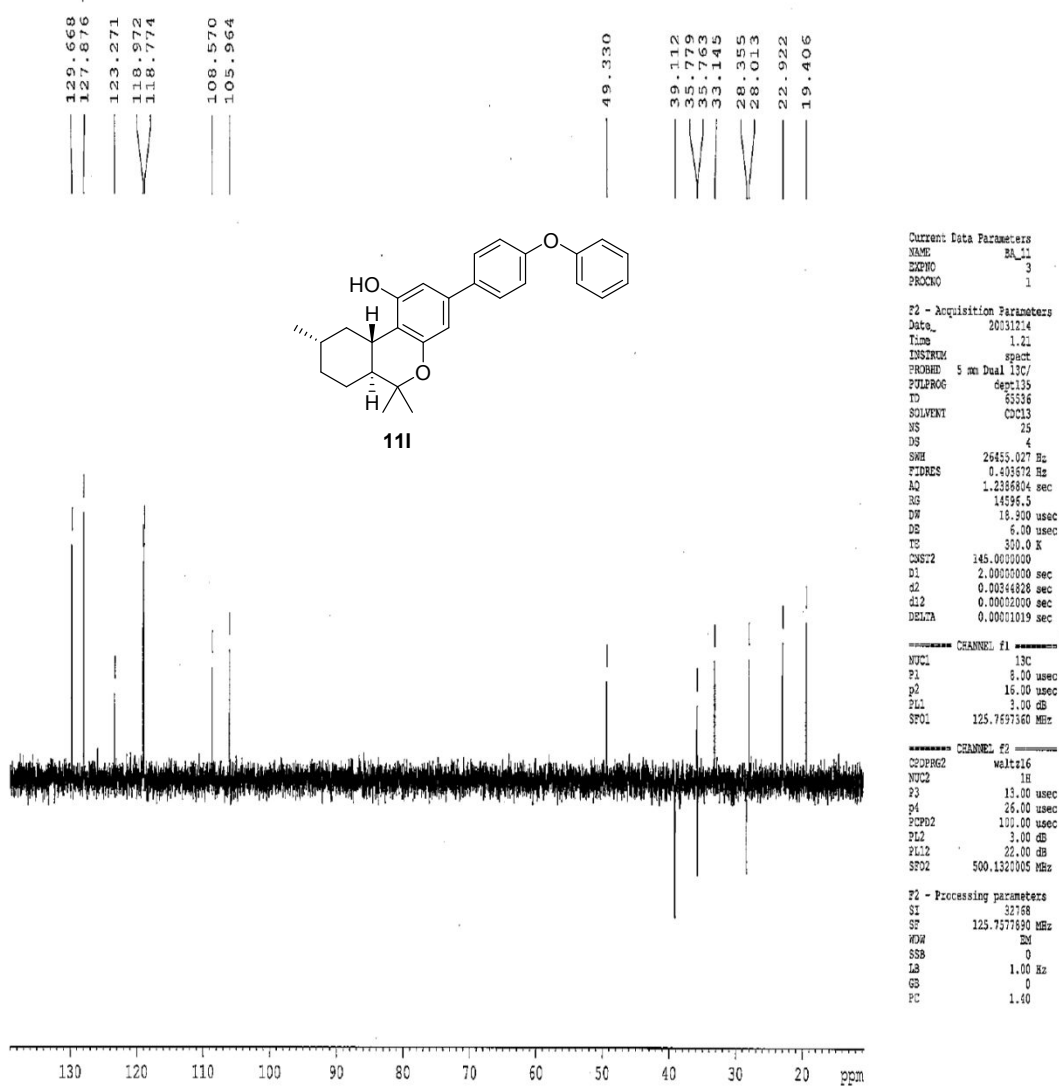 129.668
127.876
123.271
118.972
118.774
108.570
105.964
49.330
39.112
35.779
35.763
33.145
28.355
28.013
22.922
19.406
HO
H
O
O
H
11l
Current Data Parameters
NAME BA_11
EXPNO 3
PROCNO 1
F2 - Acquisition Parameters
Date_ 20031214
Time 1.21
INSTRUM spect
PROBHD 5 mm Dual 13C/
PULPROG dept135
TD 65536
SOLVENT CDCl3
NS 25
DS 4
SWH 26455.027 Hz
FIDRES 0.403672 Hz
AQ 1.2386804 sec
RG 14596.5
DW 18.900 usec
DE 6.00 usec
TE 300.0 K
CNST2 145.0000000
D1 2.00000000 sec
d2 0.00344828 sec
d12 0.00002000 sec
DELTA 0.00001019 sec
======== CHANNEL f1 ========
NUC1 13C
P1 8.00 usec
p2 16.00 usec
PL1 3.00 dB
SFO1 125.7697360 MHz
======== CHANNEL f2 ========
CPDPRG2 waltz16
NUC2 1H
P3 13.00 usec
p4 26.00 usec
PCPD2 100.00 usec
PL2 3.00 dB
PL12 22.00 dB
SFO2 500.1320005 MHz
F2 - Processing parameters
SI 32768
SF 125.7577890 MHz
WDW EM
SSB 0
LB 1.00 Hz
GB 0
PC 1.40
130 120 110 100 90 80 70 60 50 40 30 20 ppm